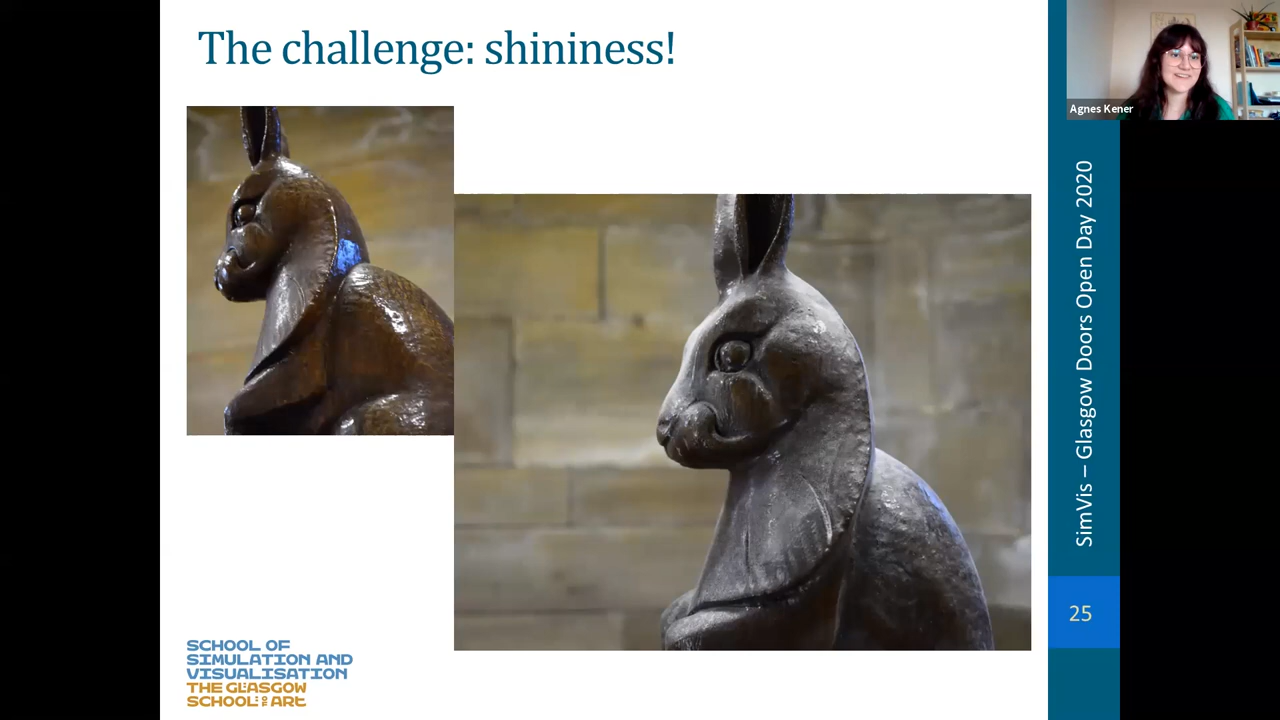 The challenge: shininess!
Agnes Kener
SimVis – Glasgow Doors Open Day 2020
25
SCHOOL OF
SIMULATION AND
VISUALISATION
THE GLASGOW
SCHOOL OF ART